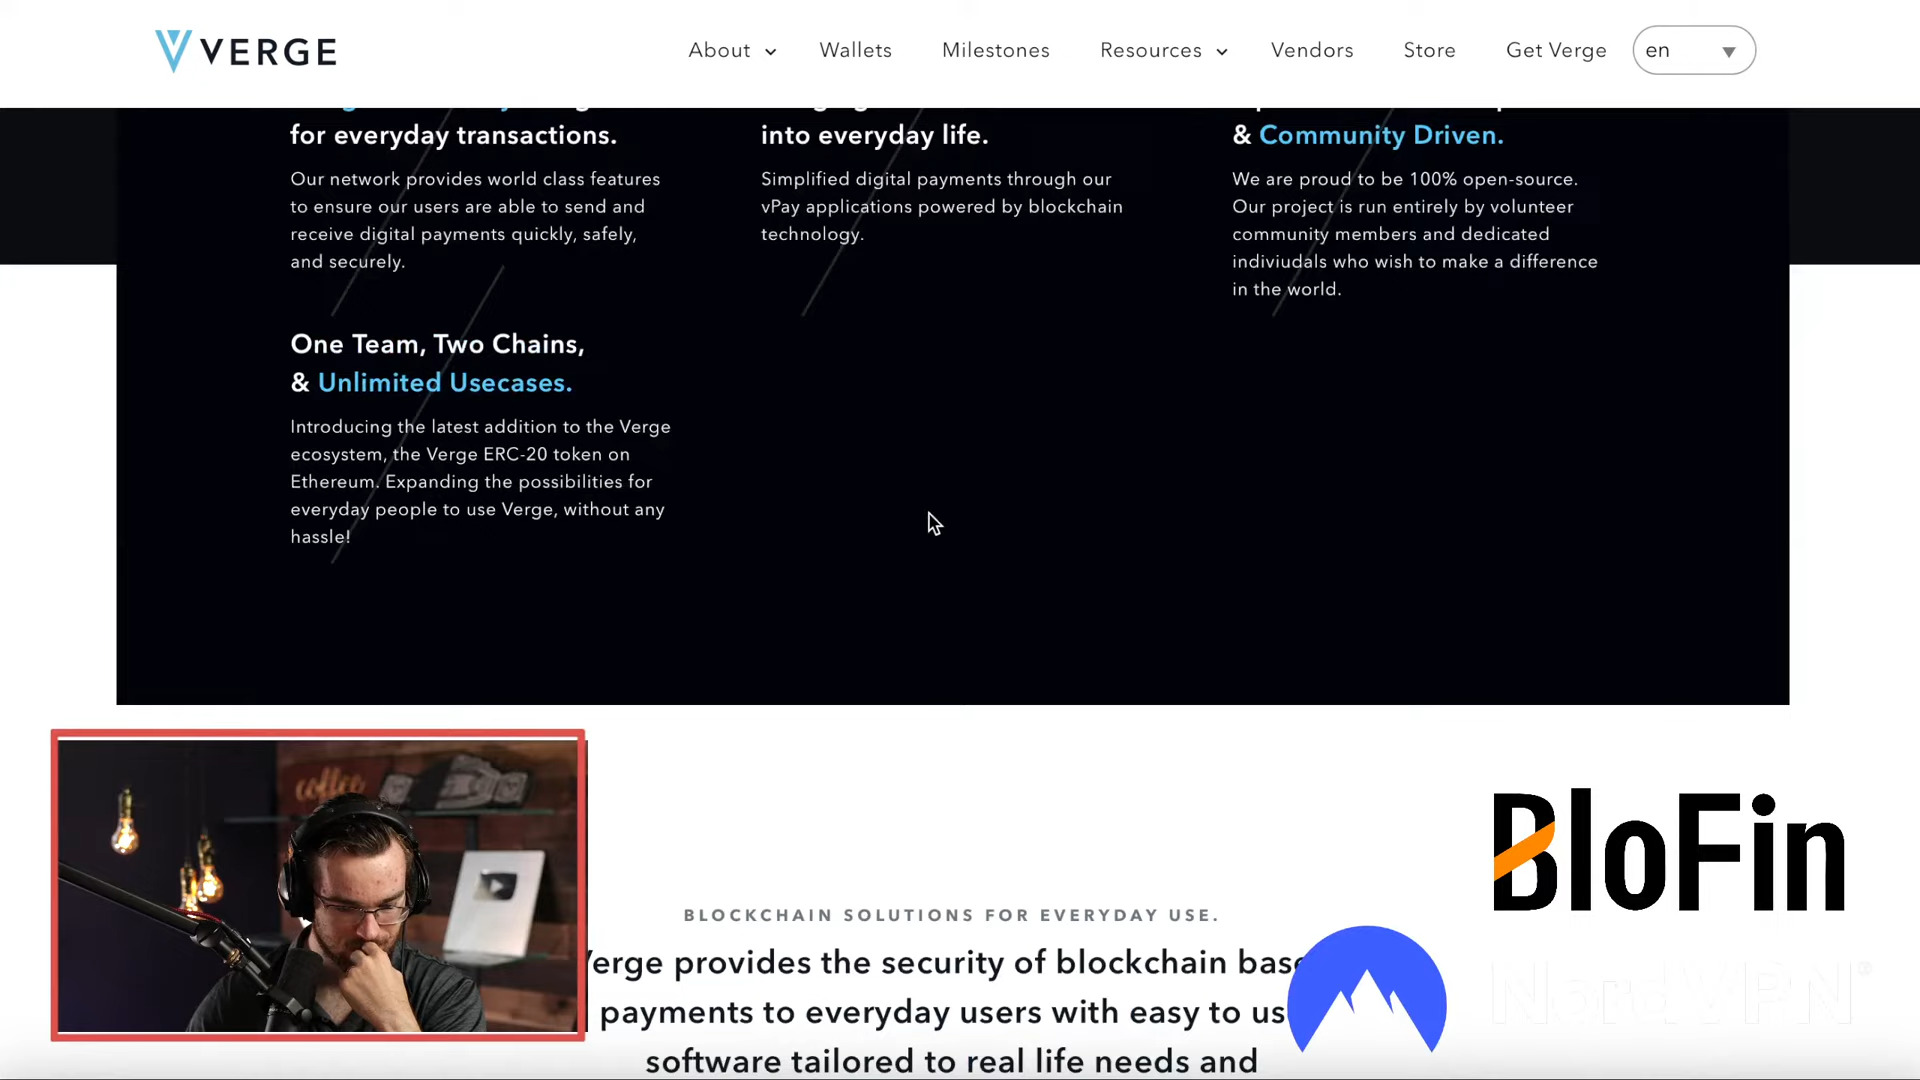 VERGE
About
Wallets
Milestones
Resources
Vendors
Store
Get Verge
en
for everyday transactions.
Our network provides world class features
to ensure our users are able to send and
receive digital payments quickly, safely,
and securely.
into everyday life.
Simplified digital payments through our
vPay applications powered by blockchain
technology.
& Community Driven.
We are proud to be 100% open-source.
Our project is run entirely by volunteer
community members and dedicated
indiviudals who wish to make a difference
in the world.
One Team, Two Chains,
& Unlimited Usecases.
Introducing the latest addition to the Verge
ecosystem, the Verge ERC-20 token on
Ethereum. Expanding the possibilities for
everyday people to use Verge, without any
hassle!
BLOCKCHAIN SOLUTIONS FOR EVERYDAY USE.
Verge provides the security of blockchain
payments to everyday users with easy to
software tailored to real life needs and
coffee
BloFin
NordVPN®